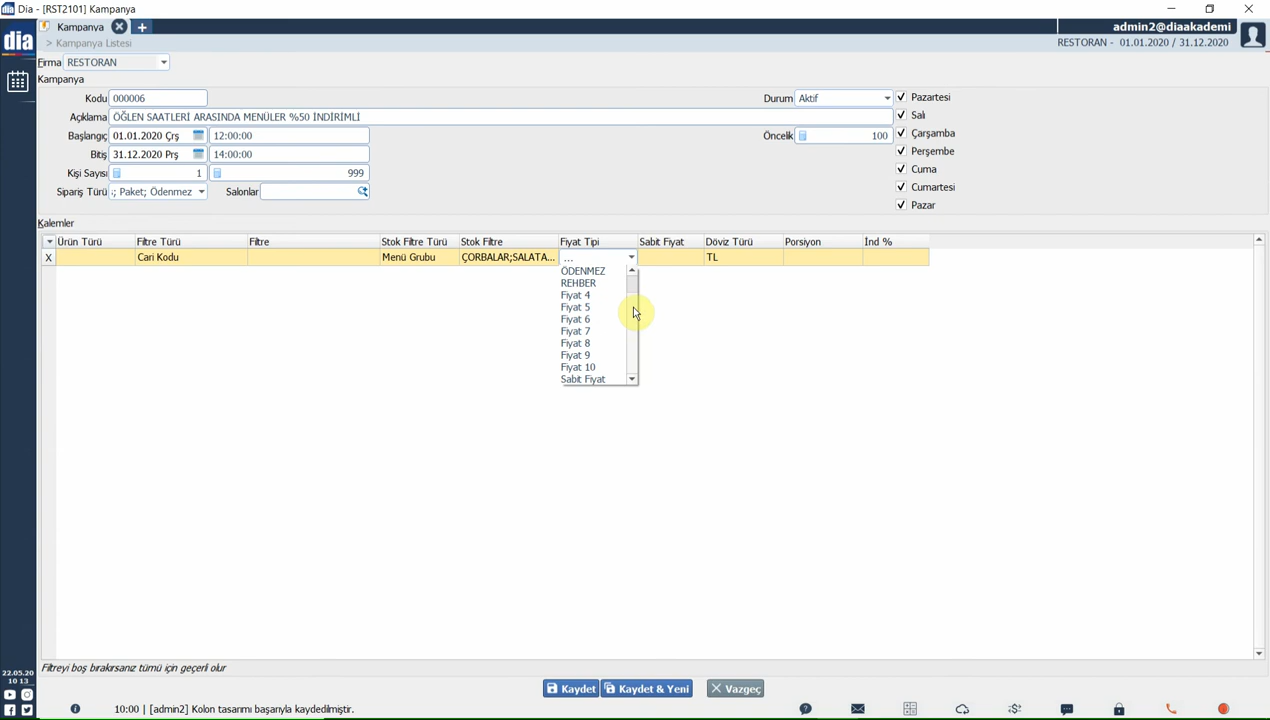 Dia - [RST2101] Kampanya
dia
Kampanya
admin2@diaakademi
> Kampanya Listesi
RESTORAN - 01.01.2020 / 31.12.2020
Firma RESTORAN
Kampanya
Kodu 000006
Durum Aktif
Pazartesi
Açıklama ÖĞLEN SAATLERİ ARASINDA MENÜLER %50 İNDİRİMLİ
Salı
Başlangıç 01.01.2020 Çrş 12:00:00
Öncelik 100
Çarşamba
Bitiş 31.12.2020 Prş 14:00:00
Perşembe
Kişi Sayısı 1 999
Cuma
Sipariş Türü ; Paket; Ödenmez Salonlar
Cumartesi
Pazar
Kalemler
Ürün Türü Filtre Türü Filtre Stok Filtre Türü Stok Filtre Fiyat Tipi Sabit Fiyat Döviz Türü Porsiyon İnd %
X Cari Kodu Menü Grubu ÇORBALAR;SALATA... ... TL
ÖDENMEZ
REHBER
Fiyat 4
Fiyat 5
Fiyat 6
Fiyat 7
Fiyat 8
Fiyat 9
Fiyat 10
Sabit Fiyat
Filtreyi boş bırakırsanız tümü için geçerli olur
22.05.20
10 13
Kaydet Kaydet & Yeni Vazgeç
10:00 | [admin2] Kolon tasarımı başarıyla kaydedilmiştir.